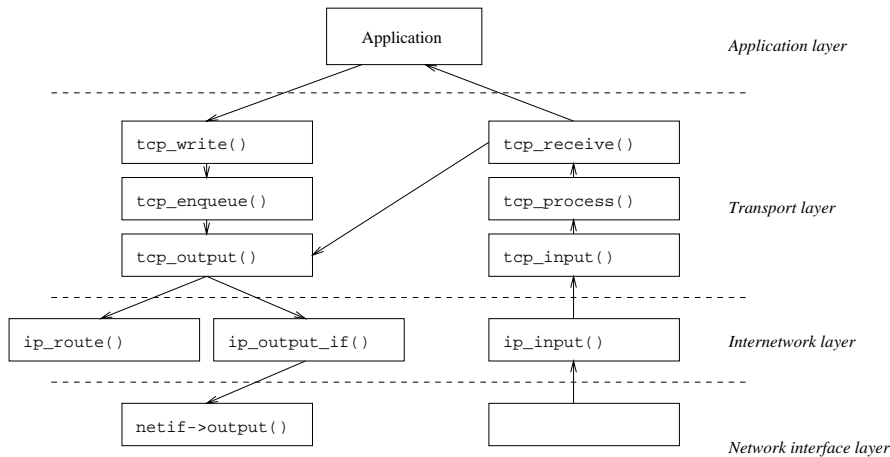 Application
Application layer
tcp_write()
tcp_receive()
tcp_enqueue()
tcp_process()
Transport layer
tcp_output()
tcp_input()
ip_route()
ip_output_if()
ip_input()
Internetwork layer
netif->output()
Network interface layer